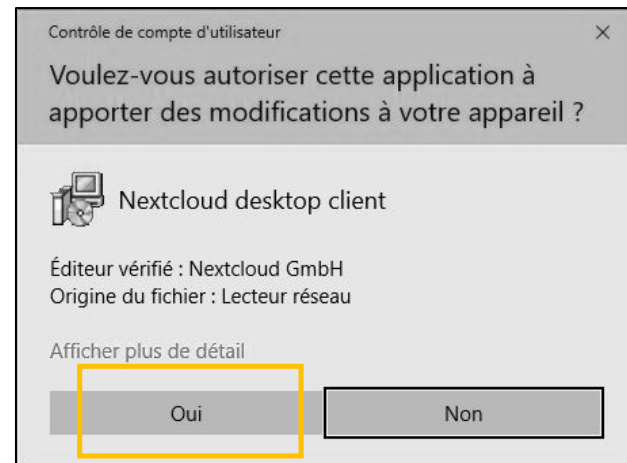 Contrôle de compte d'utilisateur
Voulez-vous autoriser cette application à
apporter des modifications à votre appareil ?
Nextcloud desktop client
Éditeur vérifié : Nextcloud GmbH
Origine du fichier : Lecteur réseau
Afficher plus de détail
Oui
Non